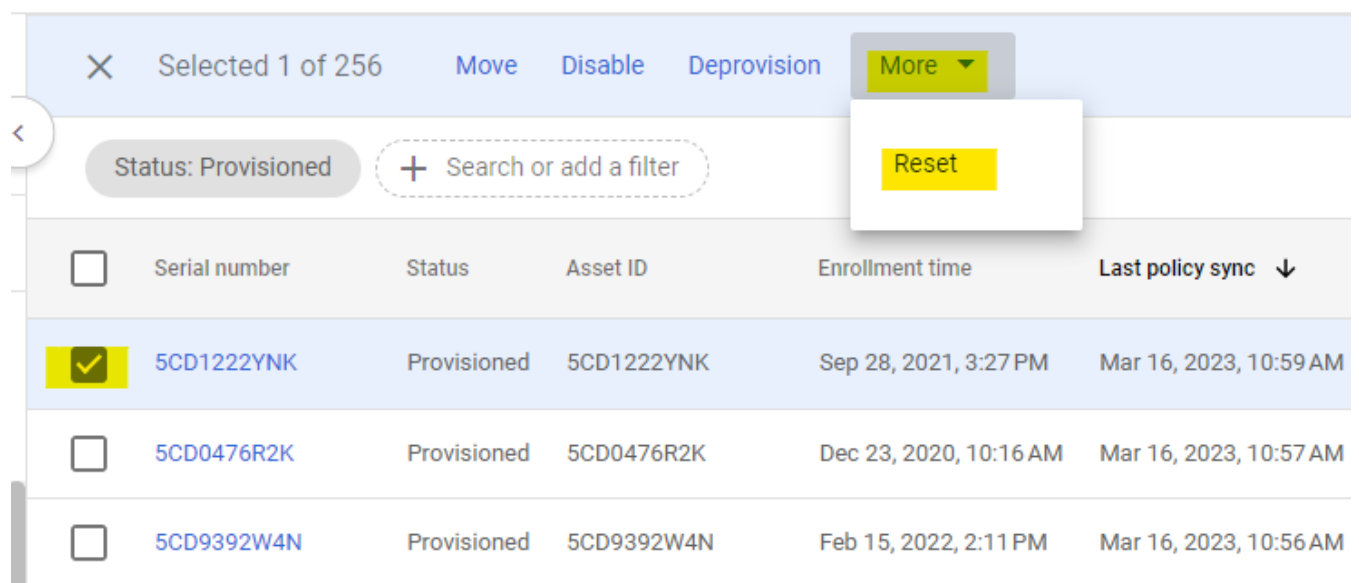 Selected 1 of 256 Move Disable Deprovision More
Status: Provisioned Search or add a filter Reset
Serial number Status Asset ID Enrollment time Last policy sync
5CD1222YNK Provisioned 5CD1222YNK Sep 28, 2021, 3:27 PM Mar 16, 2023, 10:59 AM
5CD0476R2K Provisioned 5CD0476R2K Dec 23, 2020, 10:16 AM Mar 16, 2023, 10:57 AM
5CD9392W4N Provisioned 5CD9392W4N Feb 15, 2022, 2:11 PM Mar 16, 2023, 10:56 AM